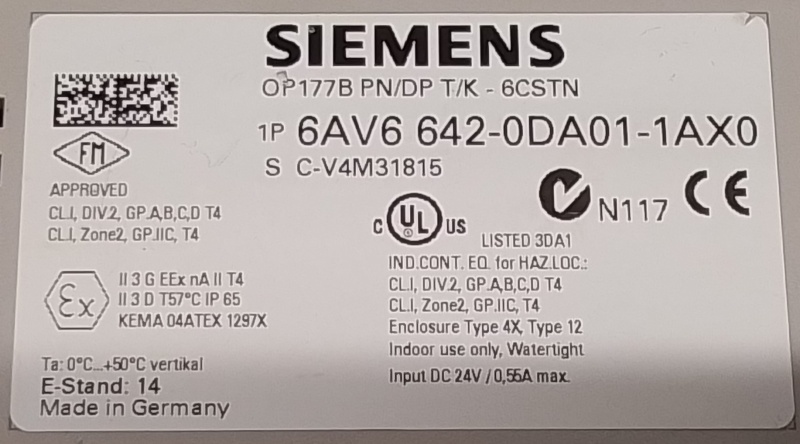 SIEMENS
OP177B PN/DP T/K - 6CSTN
1P 6AV6 642-0DA01-1AX0
S C-V4M31815
FM
APPROVED
CL.I, DIV.2, GP.A,B,C,D T4
CL.I, Zone2, GP.IIC, T4
C UL US
LISTED 3DA1
N117 CE
IND.CONT. EQ. for HAZ.LOC.:
CL.I, DIV.2, GP.A,B,C,D T4
CL.I, Zone2, GP.IIC, T4
Enclosure Type 4X, Type 12
Indoor use only, Watertight
Input DC 24V / 0,55A max.
Ex
II 3 G EEx nA II T4
II 3 D T57°C IP 65
KEMA 04ATEX 1297X
Ta: 0°C...+50°C vertikal
E-Stand: 14
Made in Germany